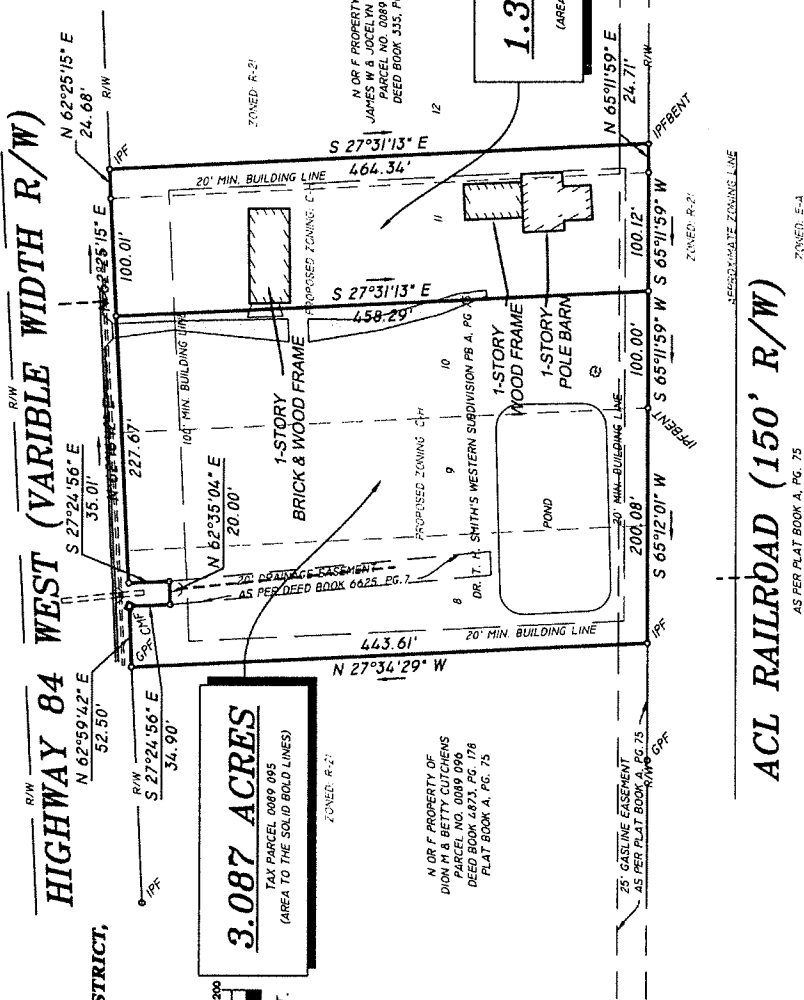 HIGHWAY 84 WEST (VARIBLE WIDTH R/W)
R/W
R/W
R/W
R/W
N 62°25'15" E
24.68'
IPF
100.01'
S 27°24'56" E
35.01'
227.67'
N 62°35'04" E
20.00'
N 62°59'42" E
52.50'
S 27°24'56" E
34.90'
GPF
CMF
IPF
ZONED: R-21
N OR F PROPERTY
JAMES W & JOCELYN
PARCEL NO. 0089
DEED BOOK 335, P
1.3
(AREA
12
S 27°31'13" E
464.34'
20' MIN. BUILDING LINE
PROPOSED ZONING: C-H
11
S 27°31'13" E
458.29'
100' MIN. BUILDING LINE
1-STORY
BRICK & WOOD FRAME
1-STORY
WOOD FRAME
1-STORY
POLE BARN
10
PROPOSED ZONING C-H
9
DR. T. H. SMITH'S WESTERN SUBDIVISION PB A, PG 75
8
20' DRAINAGE EASEMENT
AS PER DEED BOOK 6625 PG.7
POND
20' MIN. BUILDING LINE
20' MIN. BUILDING LINE
443.61'
N 27°34'29" W
N 65°11'59" E
24.71'
R/W
IPFBENT
100.12'
S 65°11'59" W
100.00'
S 65°11'59" W
IPFBENT
200.08'
S 65°12'01" W
IPF
ZONED: R-21
APPROXIMATE ZONING LINE
ZONED: E-A
3.087 ACRES
TAX PARCEL 0089 095
(AREA TO THE SOLID BOLD LINES)
ZONED: R-21
N OR F PROPERTY OF
DION M & BETTY CUTCHENS
PARCEL NO. 0089 096
DEED BOOK 4873, PG. 178
PLAT BOOK A, PG. 75
25' GASLINE EASEMENT
AS PER PLAT BOOK A, PG.75
R/W
GPF
ACL RAILROAD (150' R/W)
AS PER PLAT BOOK A, PG. 75
STRICT,
200
T.